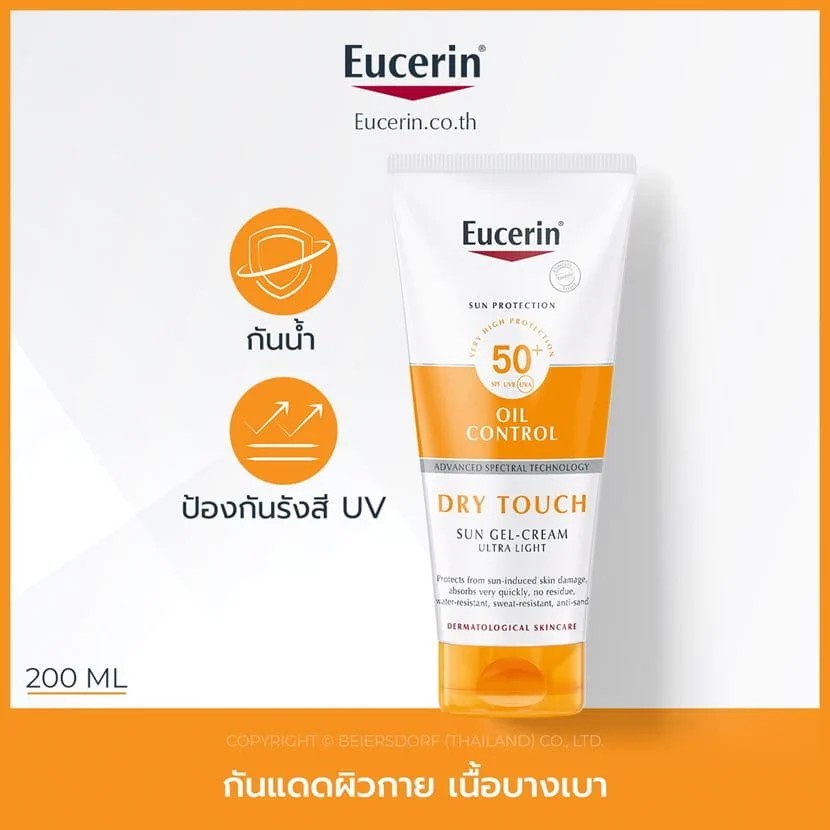 Eucerin®
Eucerin.co.th
กันน้ำ
ป้องกันรังสี UV
200 ML
Eucerin®
SUN PROTECTION
VERY HIGH PROTECTION
50+
SPF UVB UVA
OIL
CONTROL
ADVANCED SPECTRAL TECHNOLOGY
DRY TOUCH
SUN GEL-CREAM
ULTRA LIGHT
Protects from sun-induced skin damage,
absorbs very quickly, no residue,
water-resistant, sweat-resistant, anti-sand
DERMATOLOGICAL SKINCARE
COPYRIGHT © BEIERSDORF (THAILAND) CO., LTD.
กันแดดผิวกาย เนื้อบางเบา